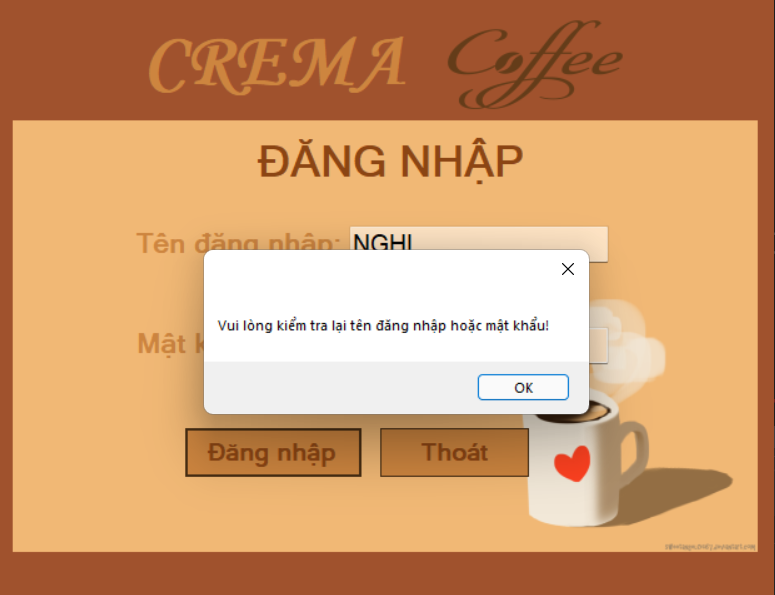 CREMA Coffee
ĐĂNG NHẬP
Tên đăng nhập: NGHI
Vui lòng kiểm tra lại tên đăng nhập hoặc mật khẩu!
Mật
OK
Đăng nhập Thoát